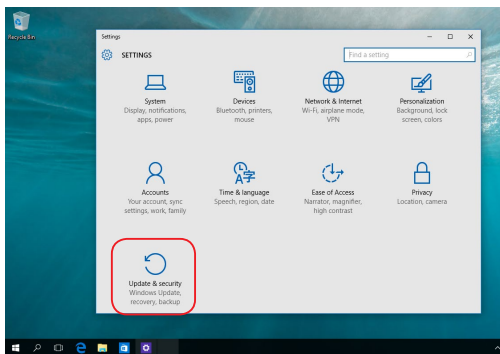 Recycle Bin
Settings
SETTINGS
Find a setting
System
Display, notifications,
apps, power
Devices
Bluetooth, printers,
mouse
Network & Internet
Wi-Fi, airplane mode,
VPN
Personalization
Background, lock
screen, colors
Accounts
Your account, sync
settings, work, family
A字
Time & language
Speech, region, date
Ease of Access
Narrator, magnifier,
high contrast
Privacy
Location, camera
Update & security
Windows Update,
recovery, backup